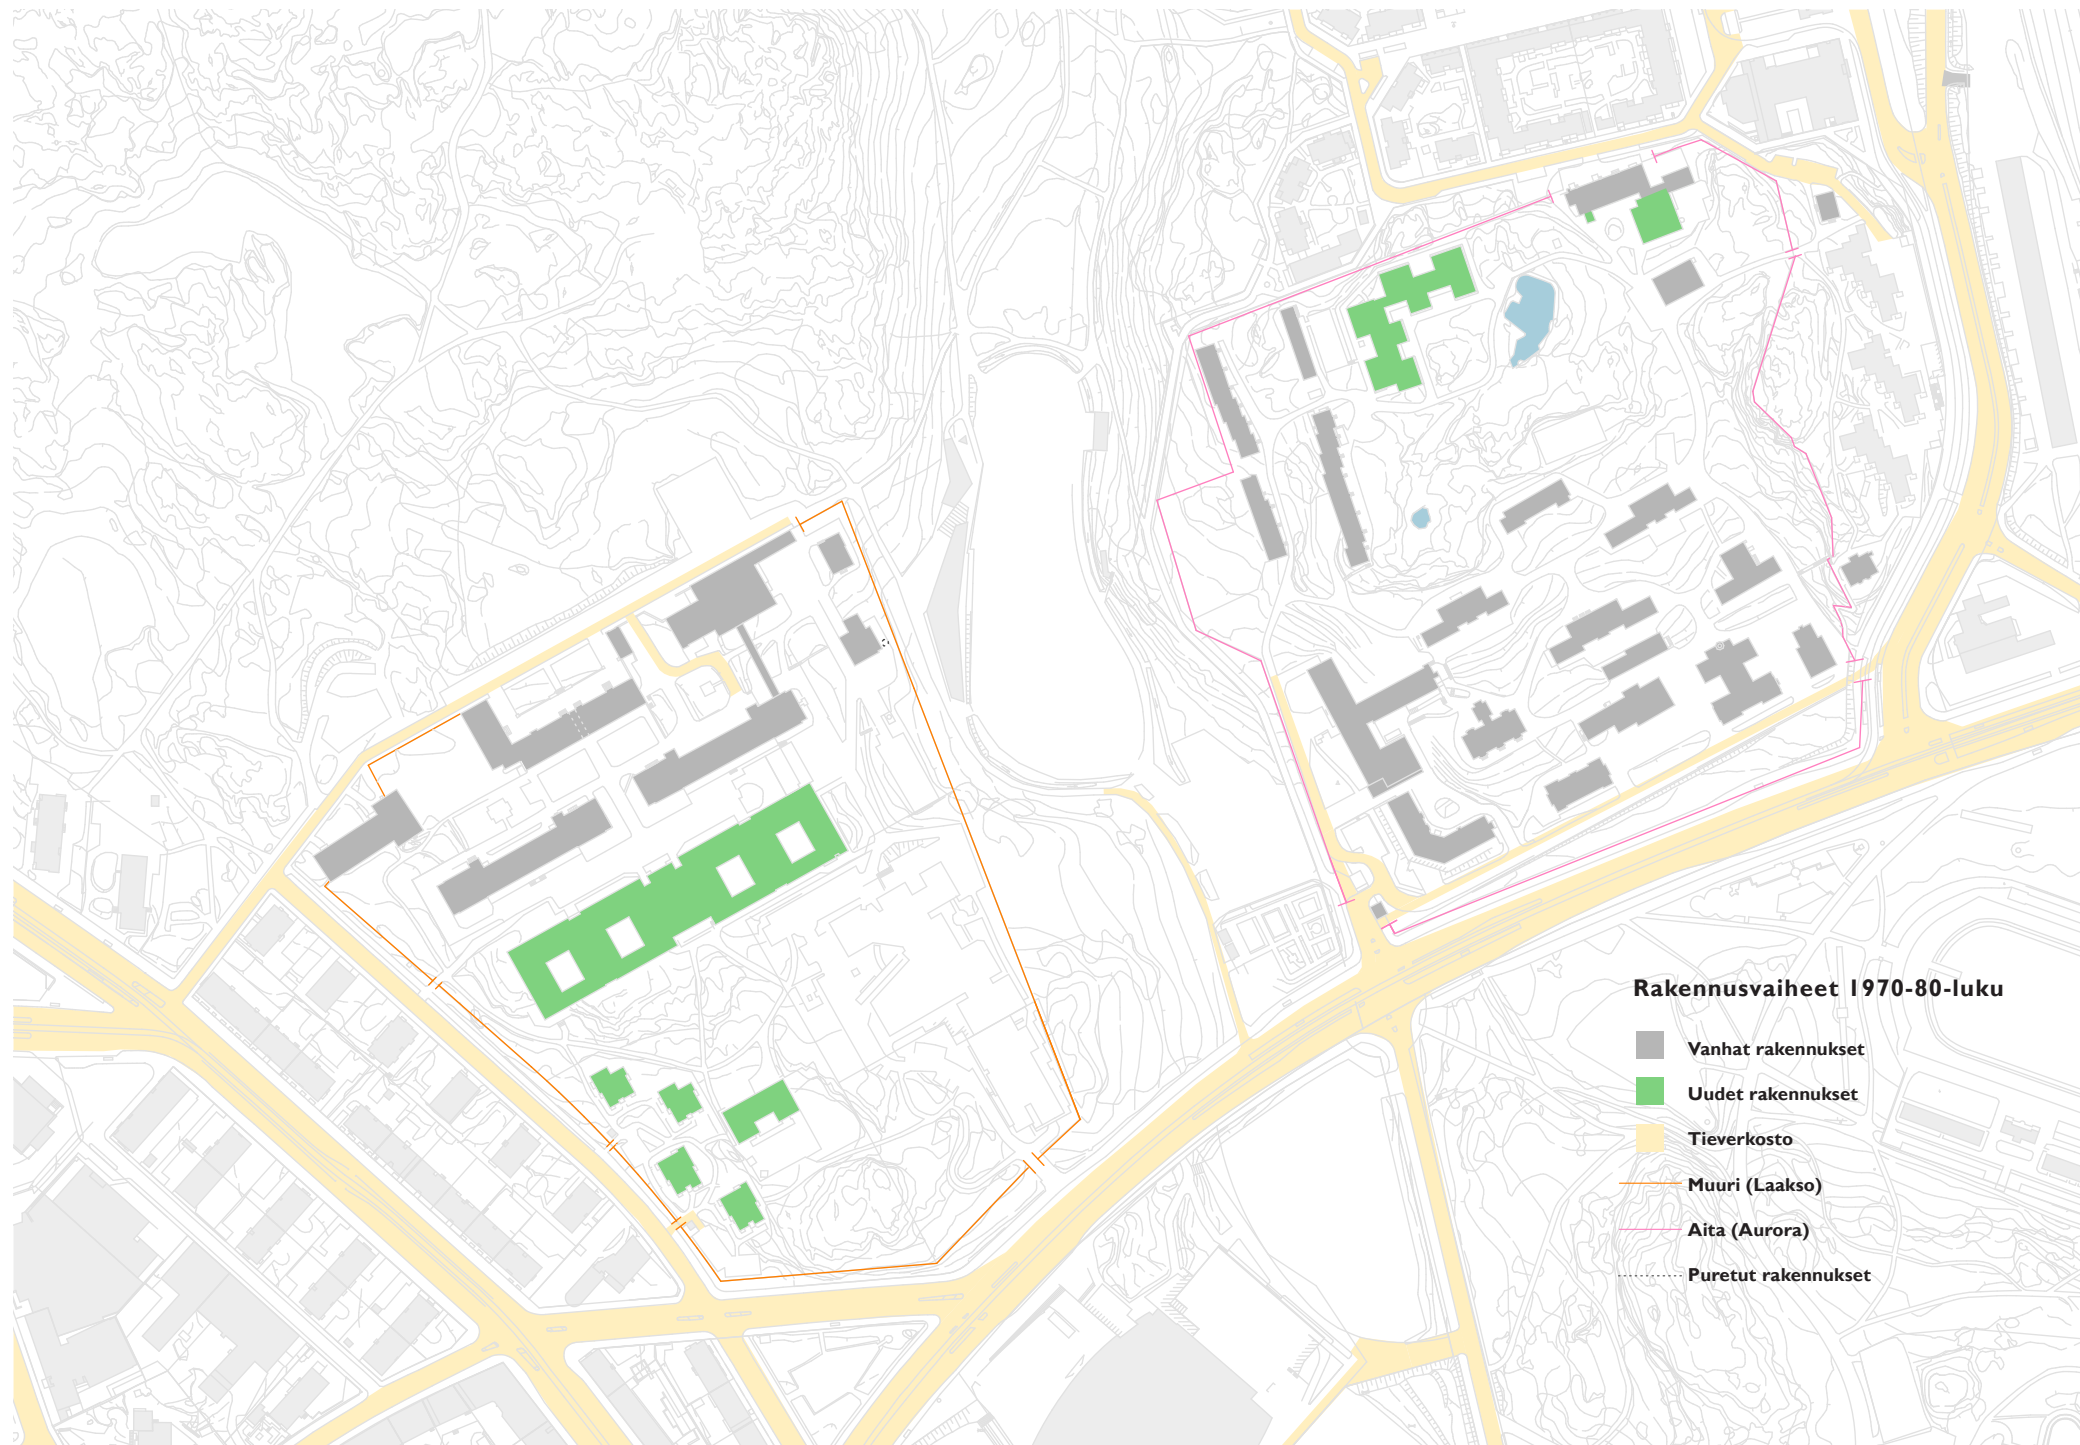 Rakennusvaiheet 1970-80-luku
Vanhat rakennukset
Uudet rakennukset
Tieverkosto
Muuri (Laakso)
Aita (Aurora)
Puretut rakennukset